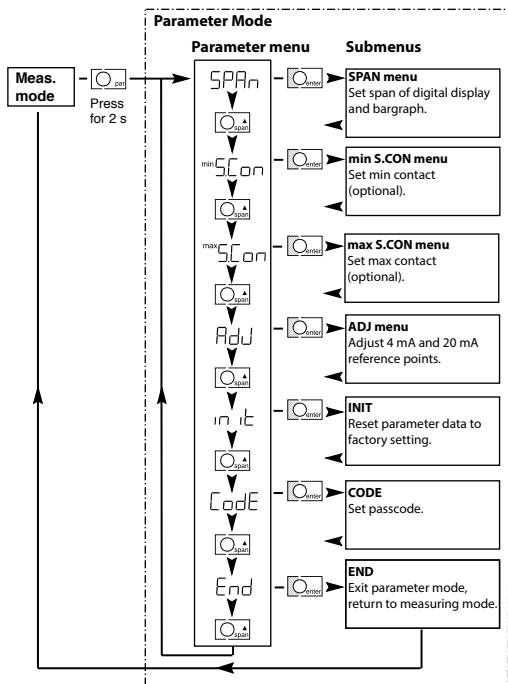 Parameter Mode
Parameter menu
Submenus
Meas.
mode
par
Press
for 2 s
SPAn
enter
SPAN menu
Set span of digital display
and bargraph.
span
min S.Con
enter
min S.CON menu
Set min contact
(optional).
span
max S.Con
enter
max S.CON menu
Set max contact
(optional).
span
AdJ
enter
ADJ menu
Adjust 4 mA and 20 mA
reference points.
span
init
enter
INIT
Reset parameter data to
factory setting.
span
CodE
enter
CODE
Set passcode.
span
End
enter
END
Exit parameter mode,
return to measuring mode.
span